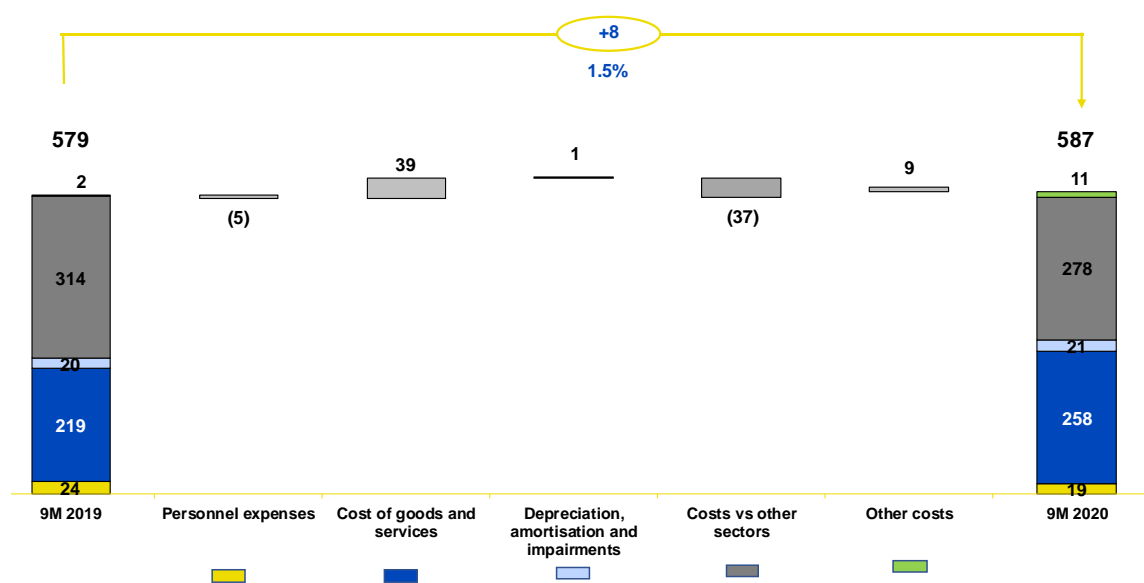 +8
1.5%
579
587
2
39
1
9
11
(5)
(37)
314
278
20
21
219
258
24
19
9M 2019
Personnel expenses
Cost of goods and
services
Depreciation,
amortisation and
impairments
Costs vs other
sectors
Other costs
9M 2020